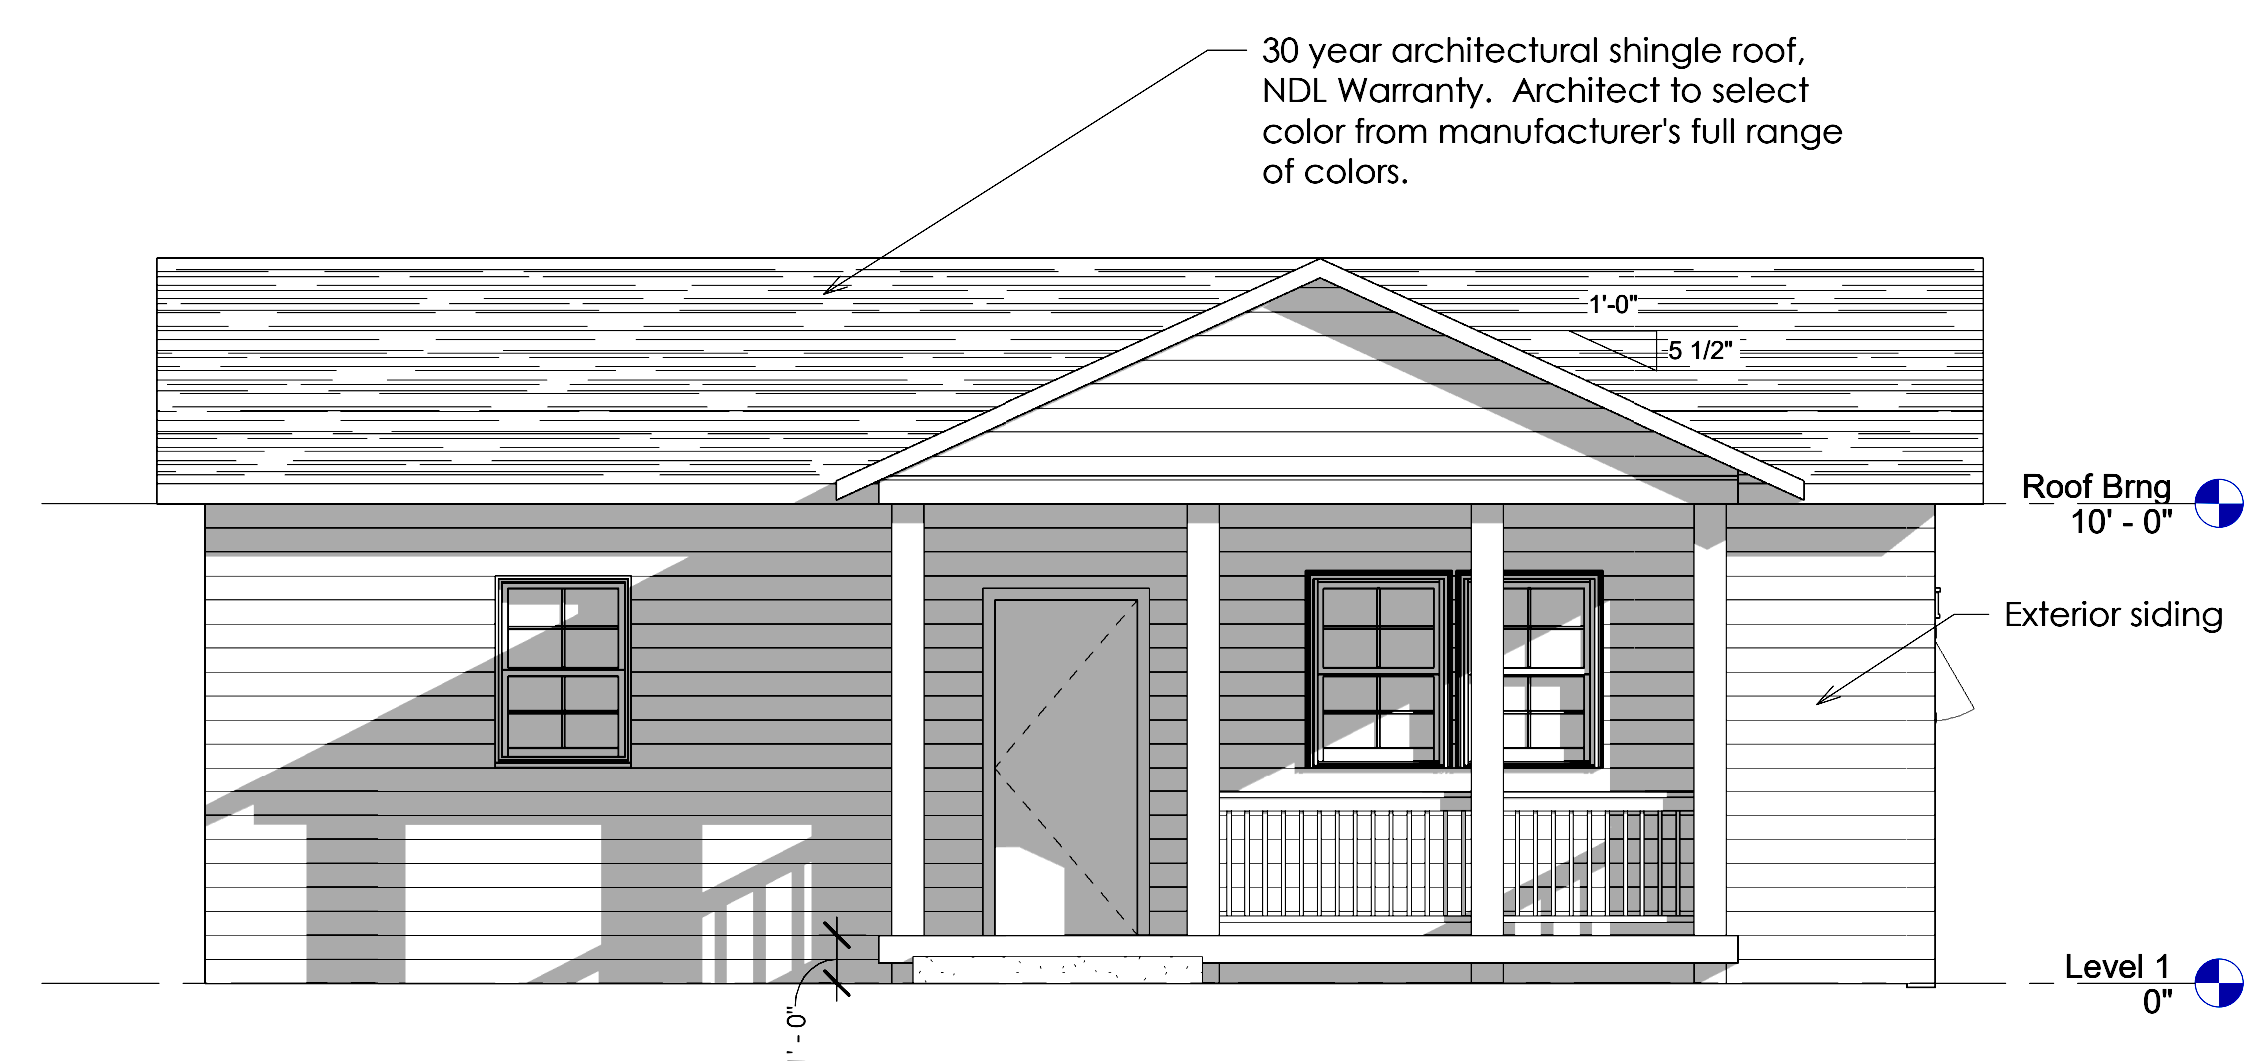 30 year architectural shingle roof,
NDL Warranty. Architect to select
color from manufacturer's full range
of colors.
1'-0"
5 1/2"
Roof Brng
10' - 0"
Exterior siding
Level 1
0"
' - 0"